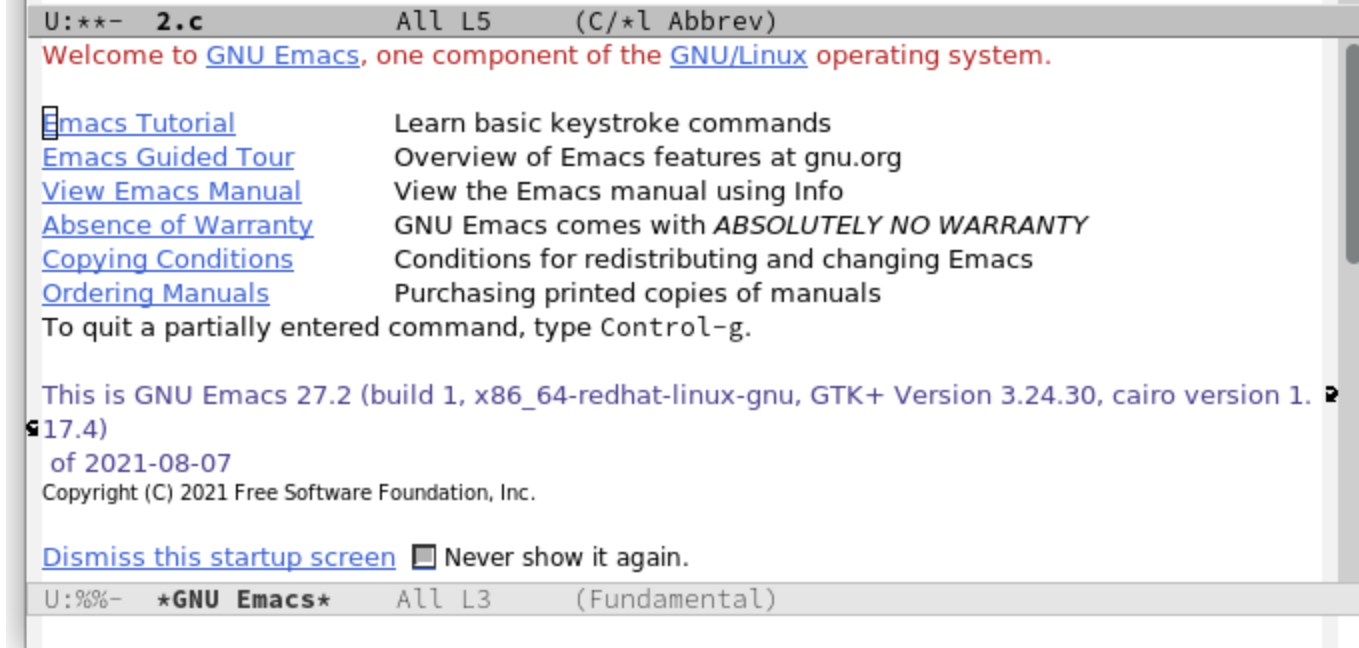 U:**-  2.c  All L5  (C/*l Abbrev)
Welcome to GNU Emacs, one component of the GNU/Linux operating system.
Emacs Tutorial  Learn basic keystroke commands
Emacs Guided Tour  Overview of Emacs features at gnu.org
View Emacs Manual  View the Emacs manual using Info
Absence of Warranty  GNU Emacs comes with ABSOLUTELY NO WARRANTY
Copying Conditions  Conditions for redistributing and changing Emacs
Ordering Manuals  Purchasing printed copies of manuals
To quit a partially entered command, type Control-g.
This is GNU Emacs 27.2 (build 1, x86_64-redhat-linux-gnu, GTK+ Version 3.24.30, cairo version 1.
17.4)
of 2021-08-07
Copyright (C) 2021 Free Software Foundation, Inc.
Dismiss this startup screen  Never show it again.
U:%%-  *GNU Emacs*  All L3  (Fundamental)